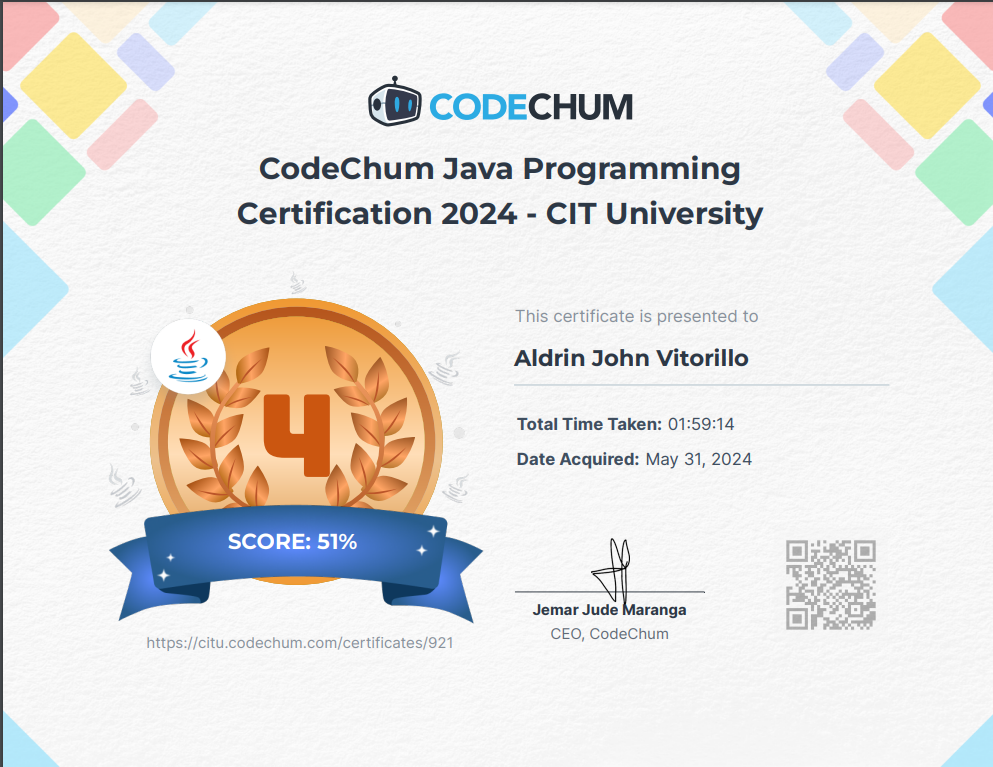 CODECHUM
CodeChum Java Programming
Certification 2024 - CIT University
This certificate is presented to
Aldrin John Vitorillo
4
Total Time Taken: 01:59:14
Date Acquired: May 31, 2024
SCORE: 51%
Jemar Jude Maranga
CEO, CodeChum
https://citu.codechum.com/certificates/921